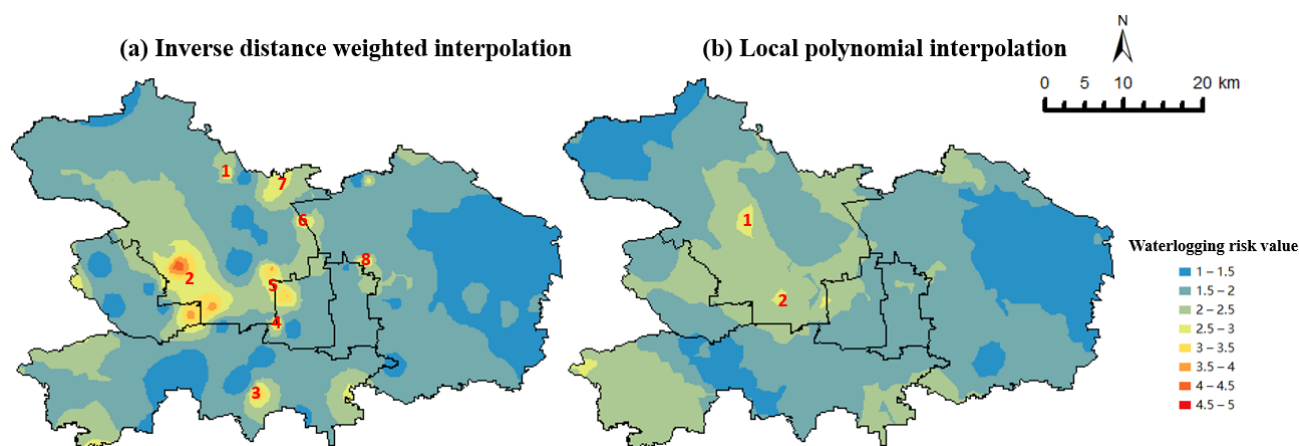 (a) Inverse distance weighted interpolation
(b) Local polynomial interpolation
N
0 5 10 20 km
1
7
6
8
2
5
4
3
1
2
Waterlogging risk value
1 – 1.5
1.5 – 2
2 – 2.5
2.5 – 3
3 – 3.5
3.5 – 4
4 – 4.5
4.5 – 5